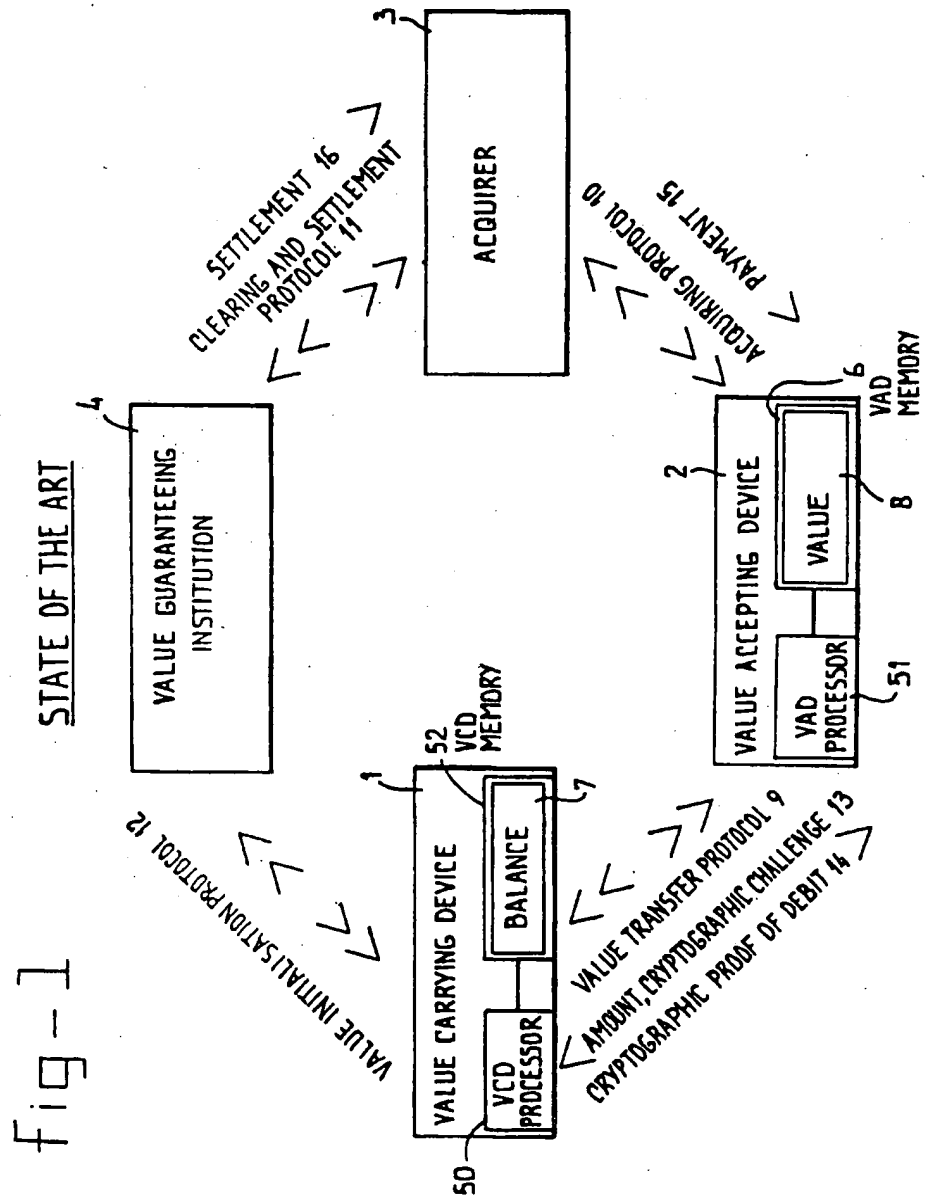 Fig-1
STATE OF THE ART
4
VALUE GUARANTEEING
INSTITUTION
VALUE INITIALISATION PROTOCOL 12
SETTLEMENT 16
CLEARING AND SETTLEMENT
PROTOCOL 11
1
52
VCD
MEMORY
VALUE CARRYING DEVICE
50
VCD
PROCESSOR
BALANCE
7
3
ACQUIRER
VALUE TRANSFER PROTOCOL 9
AMOUNT, CRYPTOGRAPHIC CHALLENGE 13
CRYPTOGRAPHIC PROOF OF DEBIT 14
ACQUIRING PROTOCOL 10
PAYMENT 15
2
VALUE ACCEPTING DEVICE
6
VAD
MEMORY
VAD
PROCESSOR
51
VALUE
8